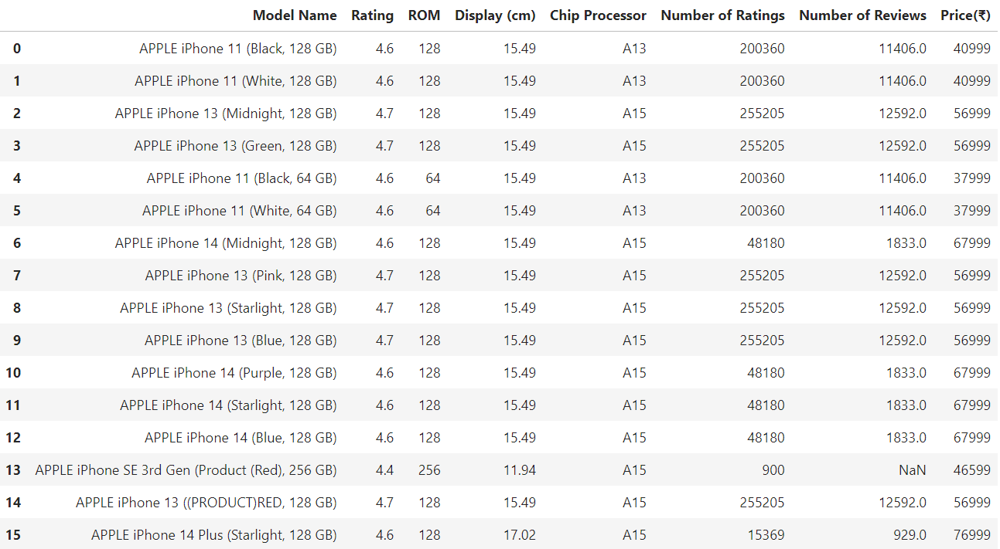 Model Name Rating ROM Display (cm) Chip Processor Number of Ratings Number of Reviews Price(₹)
0 APPLE iPhone 11 (Black, 128 GB) 4.6 128 15.49 A13 200360 11406.0 40999
1 APPLE iPhone 11 (White, 128 GB) 4.6 128 15.49 A13 200360 11406.0 40999
2 APPLE iPhone 13 (Midnight, 128 GB) 4.7 128 15.49 A15 255205 12592.0 56999
3 APPLE iPhone 13 (Green, 128 GB) 4.7 128 15.49 A15 255205 12592.0 56999
4 APPLE iPhone 11 (Black, 64 GB) 4.6 64 15.49 A13 200360 11406.0 37999
5 APPLE iPhone 11 (White, 64 GB) 4.6 64 15.49 A13 200360 11406.0 37999
6 APPLE iPhone 14 (Midnight, 128 GB) 4.6 128 15.49 A15 48180 1833.0 67999
7 APPLE iPhone 13 (Pink, 128 GB) 4.7 128 15.49 A15 255205 12592.0 56999
8 APPLE iPhone 13 (Starlight, 128 GB) 4.7 128 15.49 A15 255205 12592.0 56999
9 APPLE iPhone 13 (Blue, 128 GB) 4.7 128 15.49 A15 255205 12592.0 56999
10 APPLE iPhone 14 (Purple, 128 GB) 4.6 128 15.49 A15 48180 1833.0 67999
11 APPLE iPhone 14 (Starlight, 128 GB) 4.6 128 15.49 A15 48180 1833.0 67999
12 APPLE iPhone 14 (Blue, 128 GB) 4.6 128 15.49 A15 48180 1833.0 67999
13 APPLE iPhone SE 3rd Gen (Product (Red), 256 GB) 4.4 256 11.94 A15 900 NaN 46599
14 APPLE iPhone 13 ((PRODUCT)RED, 128 GB) 4.7 128 15.49 A15 255205 12592.0 56999
15 APPLE iPhone 14 Plus (Starlight, 128 GB) 4.6 128 17.02 A15 15369 929.0 76999